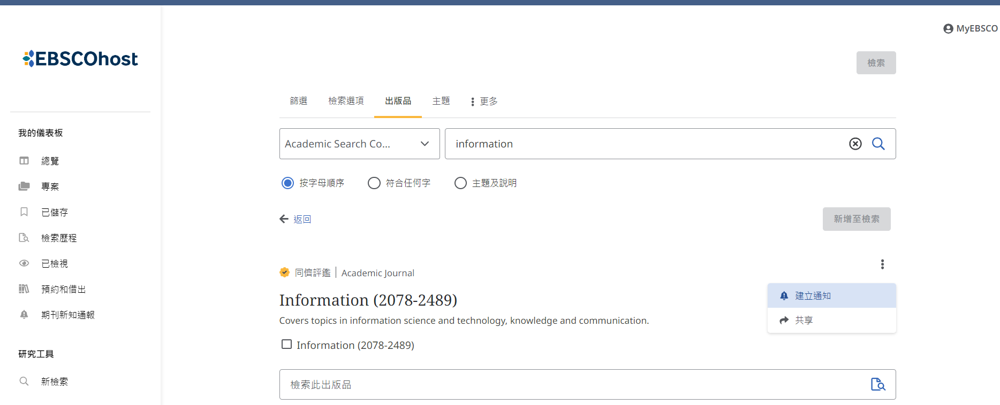 MyEBSCO
EBSCOhost
檢索
篩選 檢索選項 出版品 主題 更多
Academic Search Co... information
按字母順序 符合任何字 主題及說明
返回 新增至檢索
同儕評鑑 Academic Journal
Information (2078-2489)
Covers topics in information science and technology, knowledge and communication.
Information (2078-2489)
建立通知
共享
檢索此出版品
我的儀表板
總覽
專案
已儲存
檢索歷程
已檢視
預約和借出
期刊新知通報
研究工具
新檢索